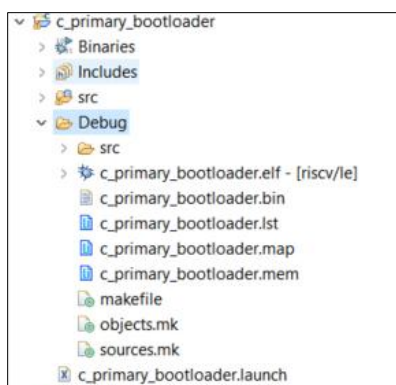 c_primary_bootloader
Binaries
Includes
src
Debug
src
c_primary_bootloader.elf - [riscv/le]
c_primary_bootloader.bin
c_primary_bootloader.lst
c_primary_bootloader.map
c_primary_bootloader.mem
makefile
objects.mk
sources.mk
c_primary_bootloader.launch